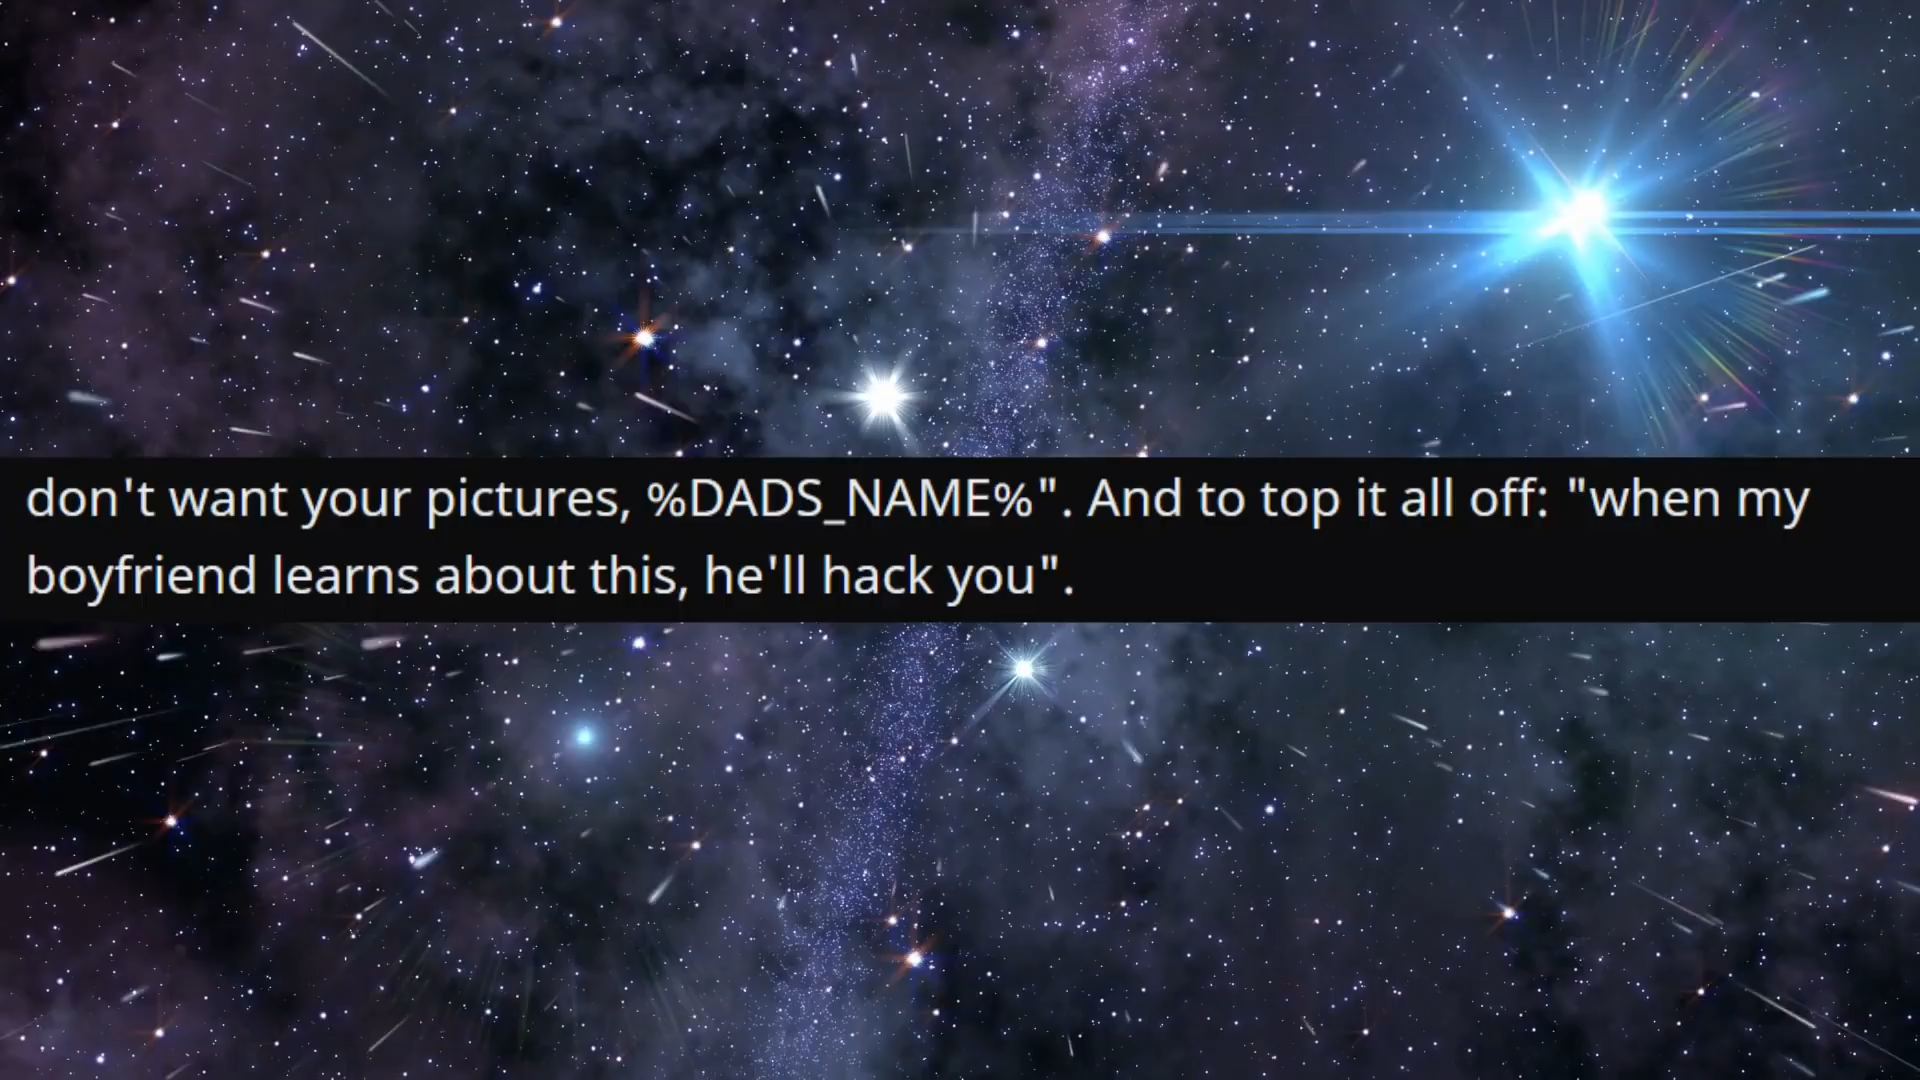 don't want your pictures, %DADS_NAME%". And to top it all off: "when my
boyfriend learns about this, he'll hack you".